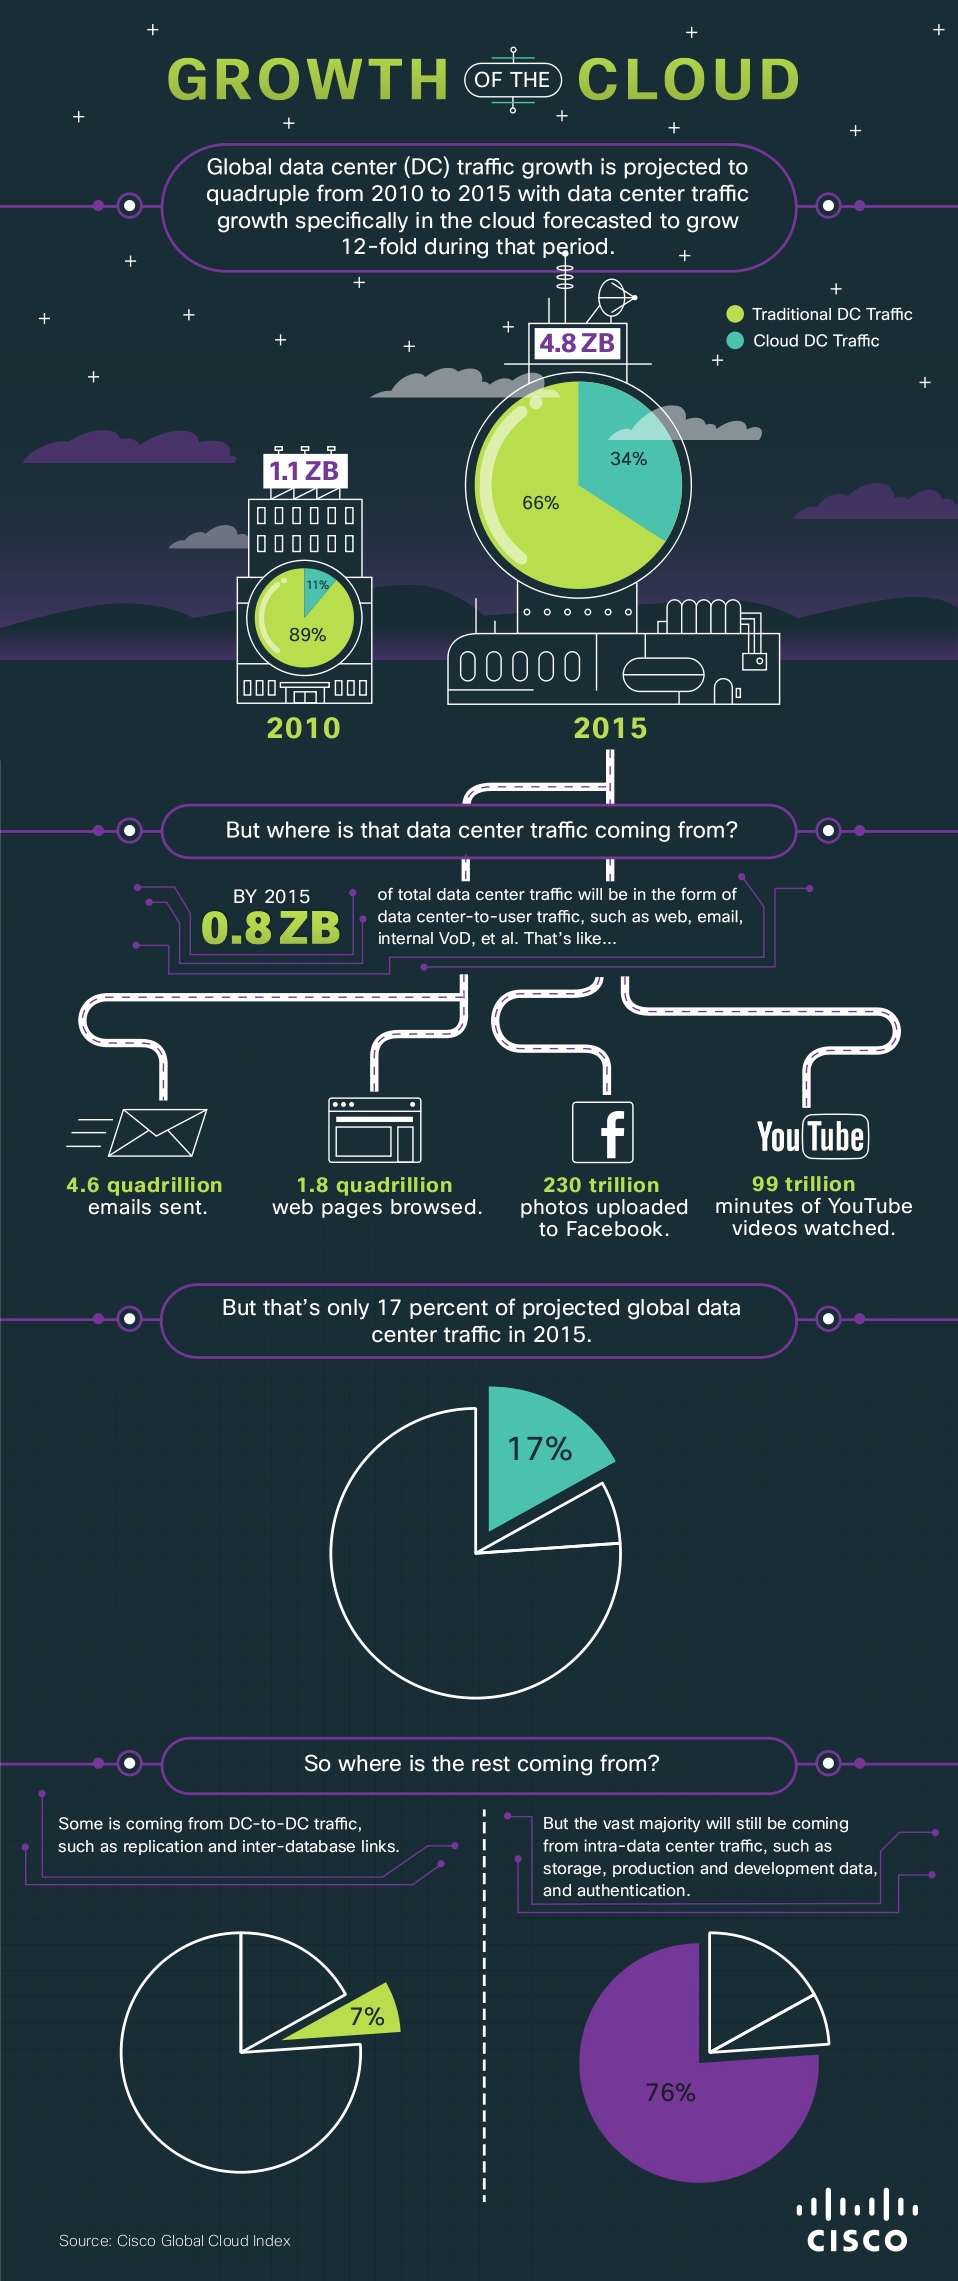 GROWTH OF THE CLOUD
Global data center (DC) traffic growth is projected to
quadruple from 2010 to 2015 with data center traffic
growth specifically in the cloud forecasted to grow
12-fold during that period.
Traditional DC Traffic
Cloud DC Traffic
4.8 ZB
34%
66%
1.1 ZB
11%
89%
2010
2015
But where is that data center traffic coming from?
BY 2015
0.8 ZB
of total data center traffic will be in the form of
data center-to-user traffic, such as web, email,
internal VoD, et al. That's like...
4.6 quadrillion
emails sent.
1.8 quadrillion
web pages browsed.
f
230 trillion
photos uploaded
to Facebook.
YouTube
99 trillion
minutes of YouTube
videos watched.
But that's only 17 percent of projected global data
center traffic in 2015.
17%
So where is the rest coming from?
Some is coming from DC-to-DC traffic,
such as replication and inter-database links.
But the vast majority will still be coming
from intra-data center traffic, such as
storage, production and development data,
and authentication.
7%
76%
Source: Cisco Global Cloud Index
CISCO